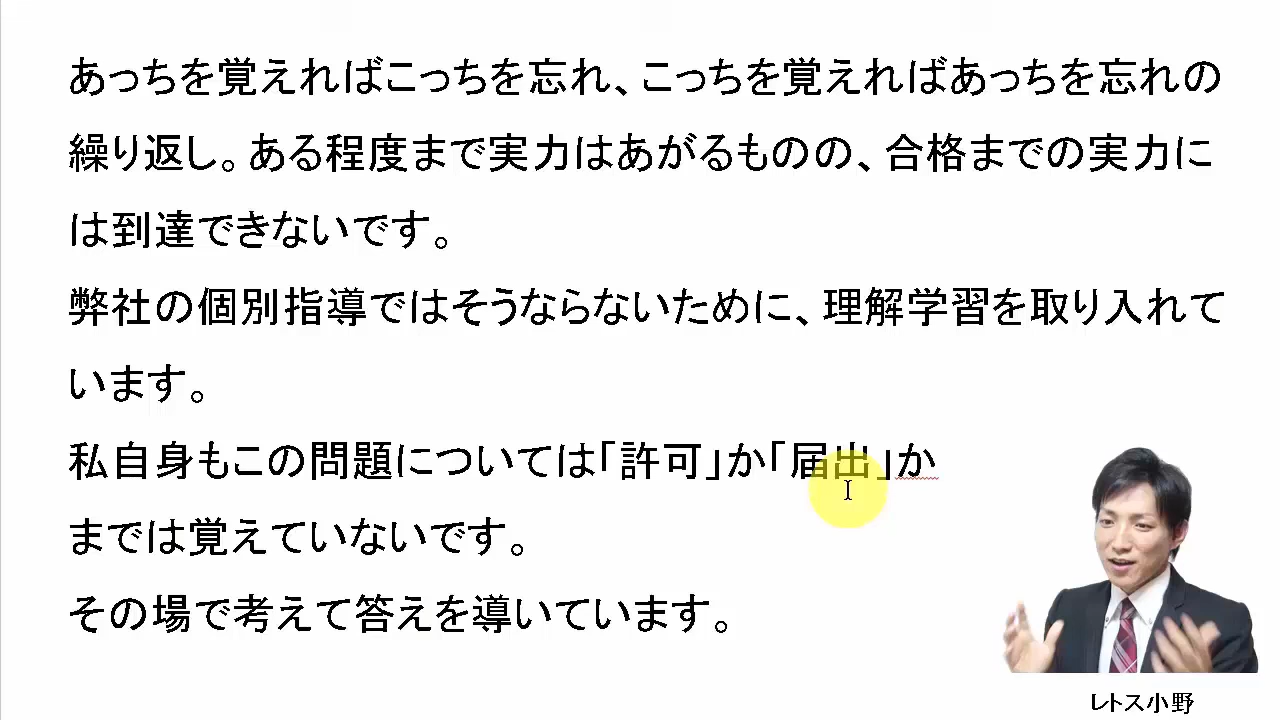 あっちを覚えればこっちを忘れ、こっちを覚えればあっちを忘れの
繰り返し。ある程度まで実力はあがるものの、合格までの実力に
は到達できないです。
弊社の個別指導ではそうならないために、理解学習を取り入れて
います。
私自身もこの問題については「許可」か「届出」か
までは覚えていないです。
その場で考えて答えを導いています。
レトス小野